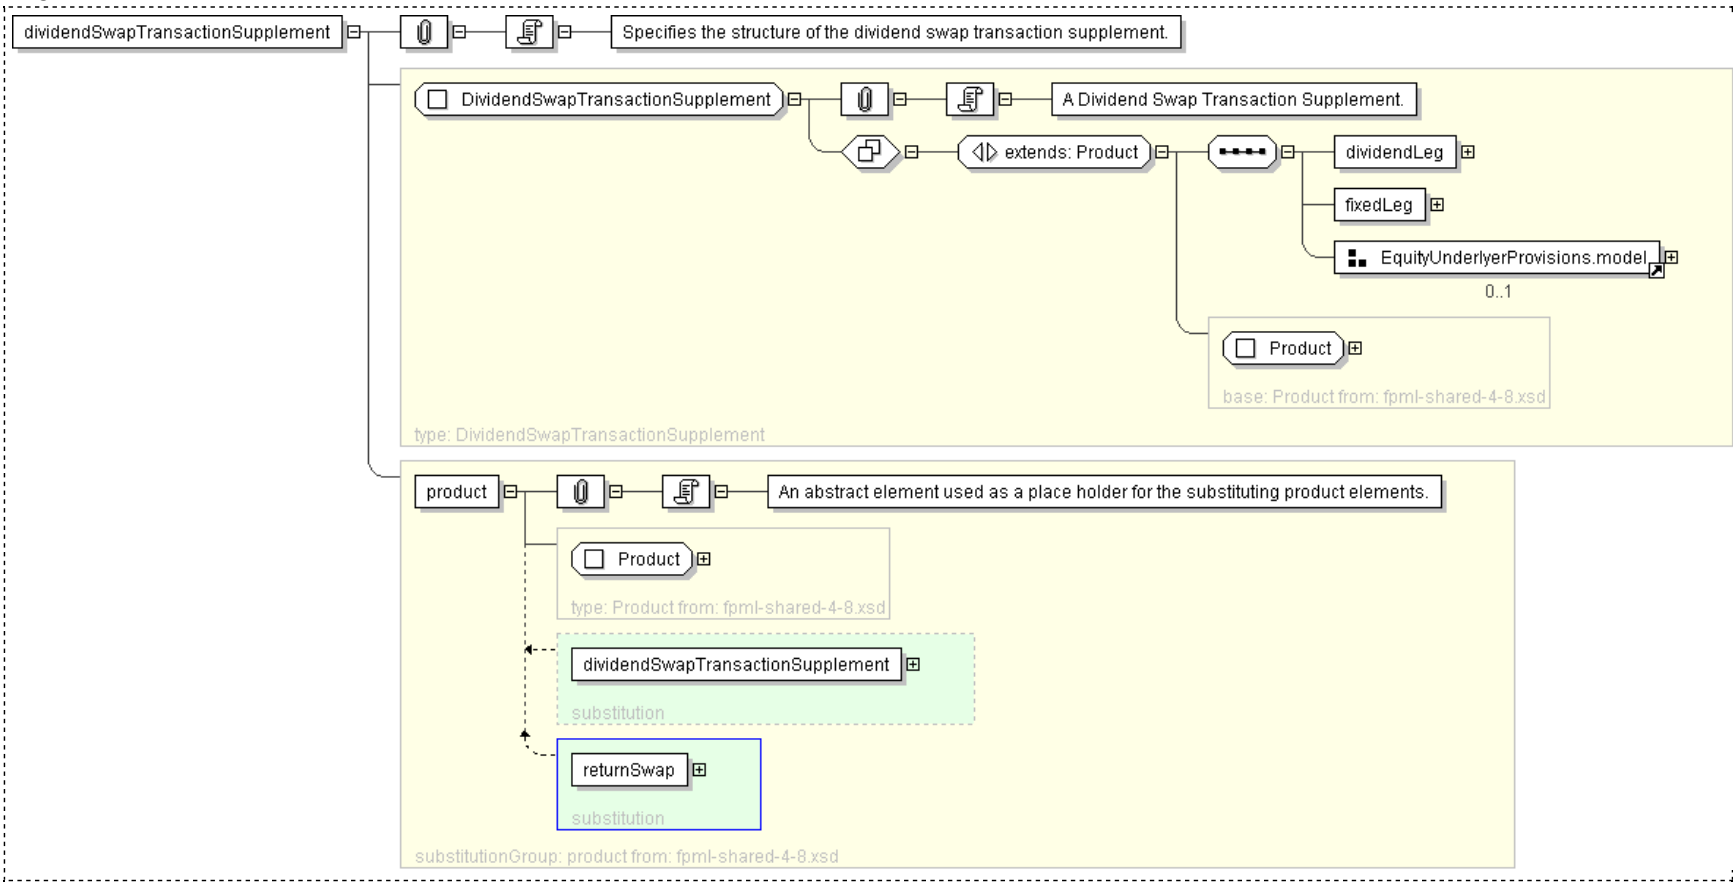 dividendSwapTransactionSupplement
Specifies the structure of the dividend swap transaction supplement.
DividendSwapTransactionSupplement
A Dividend Swap Transaction Supplement.
extends: Product
dividendLeg
fixedLeg
EquityUnderlyerProvisions.model
0..1
Product
base: Product from: fpml-shared-4-8.xsd
type: DividendSwapTransactionSupplement
product
An abstract element used as a place holder for the substituting product elements.
Product
type: Product from: fpml-shared-4-8.xsd
dividendSwapTransactionSupplement
substitution
returnSwap
substitution
substitutionGroup: product from: fpml-shared-4-8.xsd